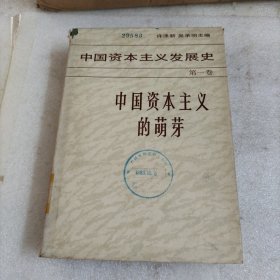 29593
许涤新 吴承明主编
中国资本主义发展史
第一卷
中国资本主义
的萌芽